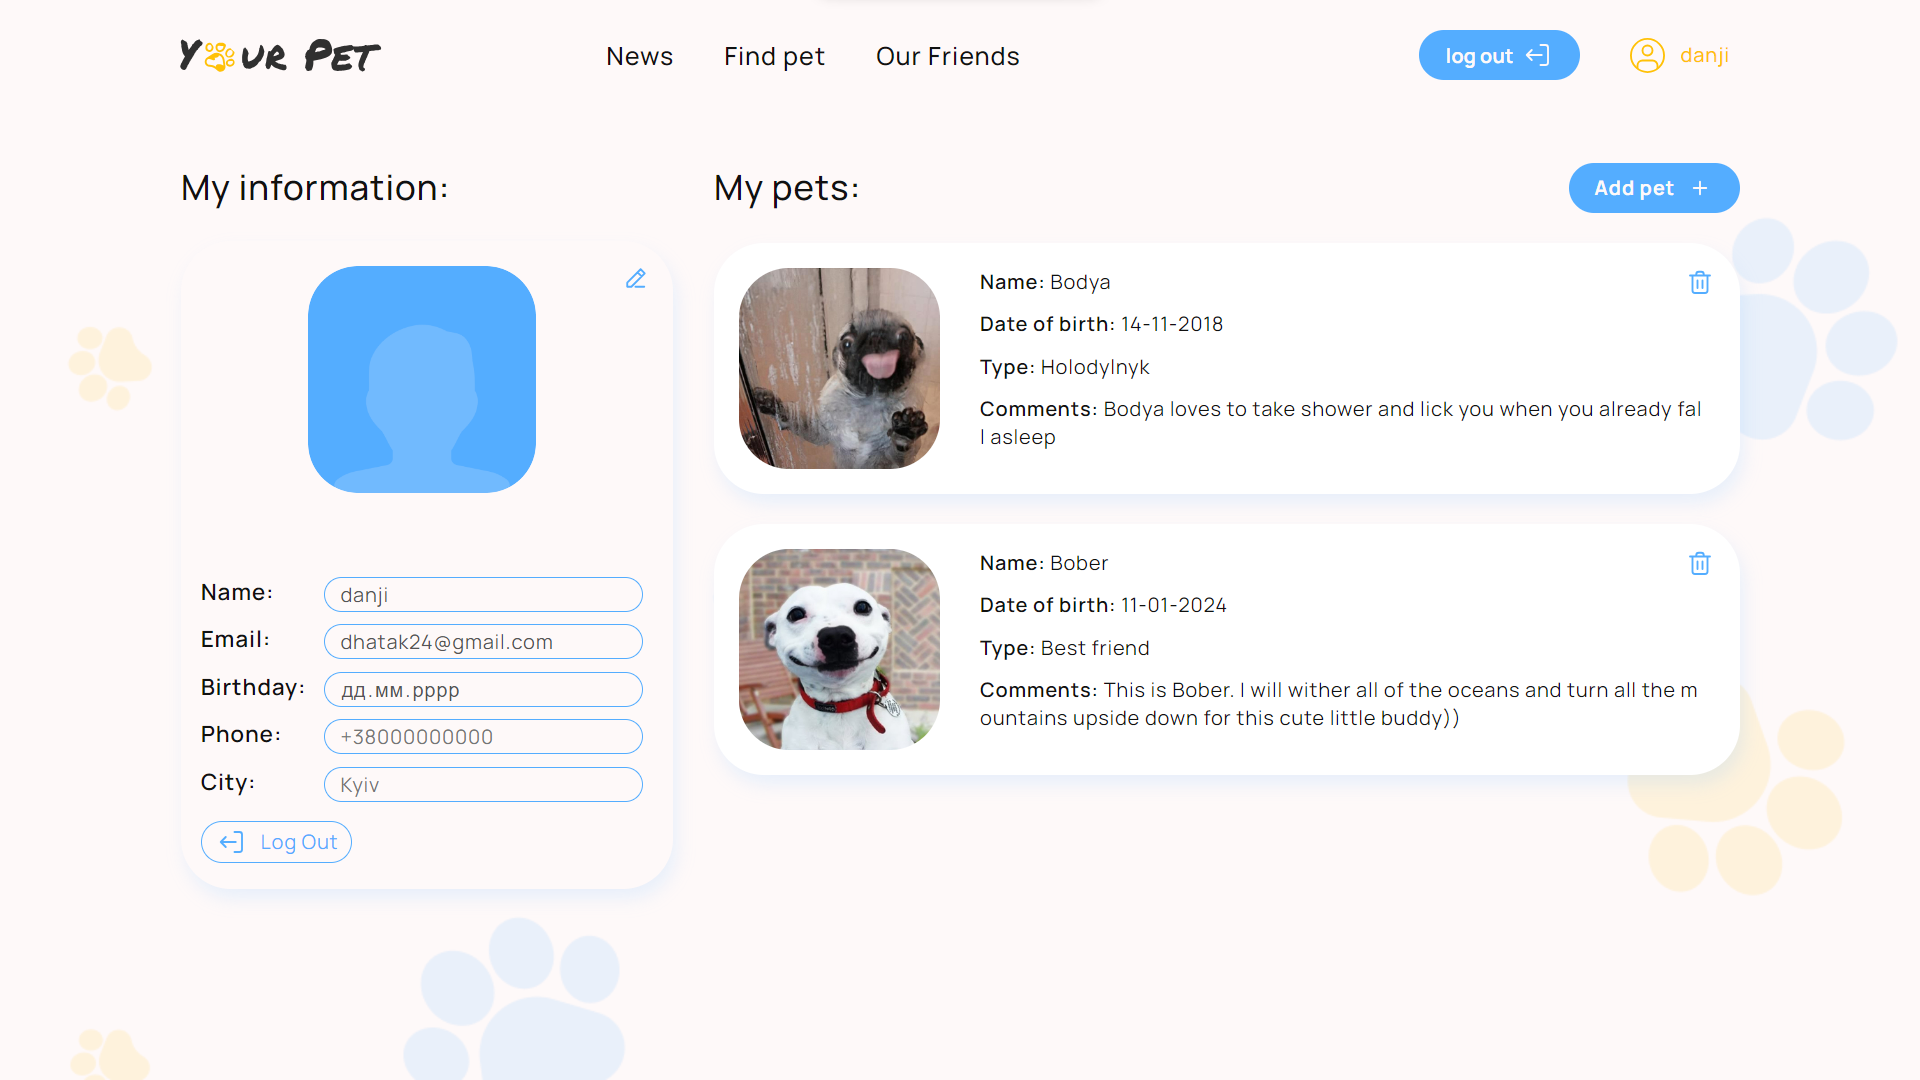 Your Pet
News
Find pet
Our Friends
log out
danji
My information:
Name:
danji
Email:
dhatak24@gmail.com
Birthday:
дд.мм.рррр
Phone:
+38000000000
City:
Kyiv
Log Out
My pets:
Add pet +
Name: Bodya
Date of birth: 14-11-2018
Type: Holodylnyk
Comments: Bodya loves to take shower and lick you when you already fal
l asleep
Name: Bober
Date of birth: 11-01-2024
Type: Best friend
Comments: This is Bober. I will wither all of the oceans and turn all the m
ountains upside down for this cute little buddy))